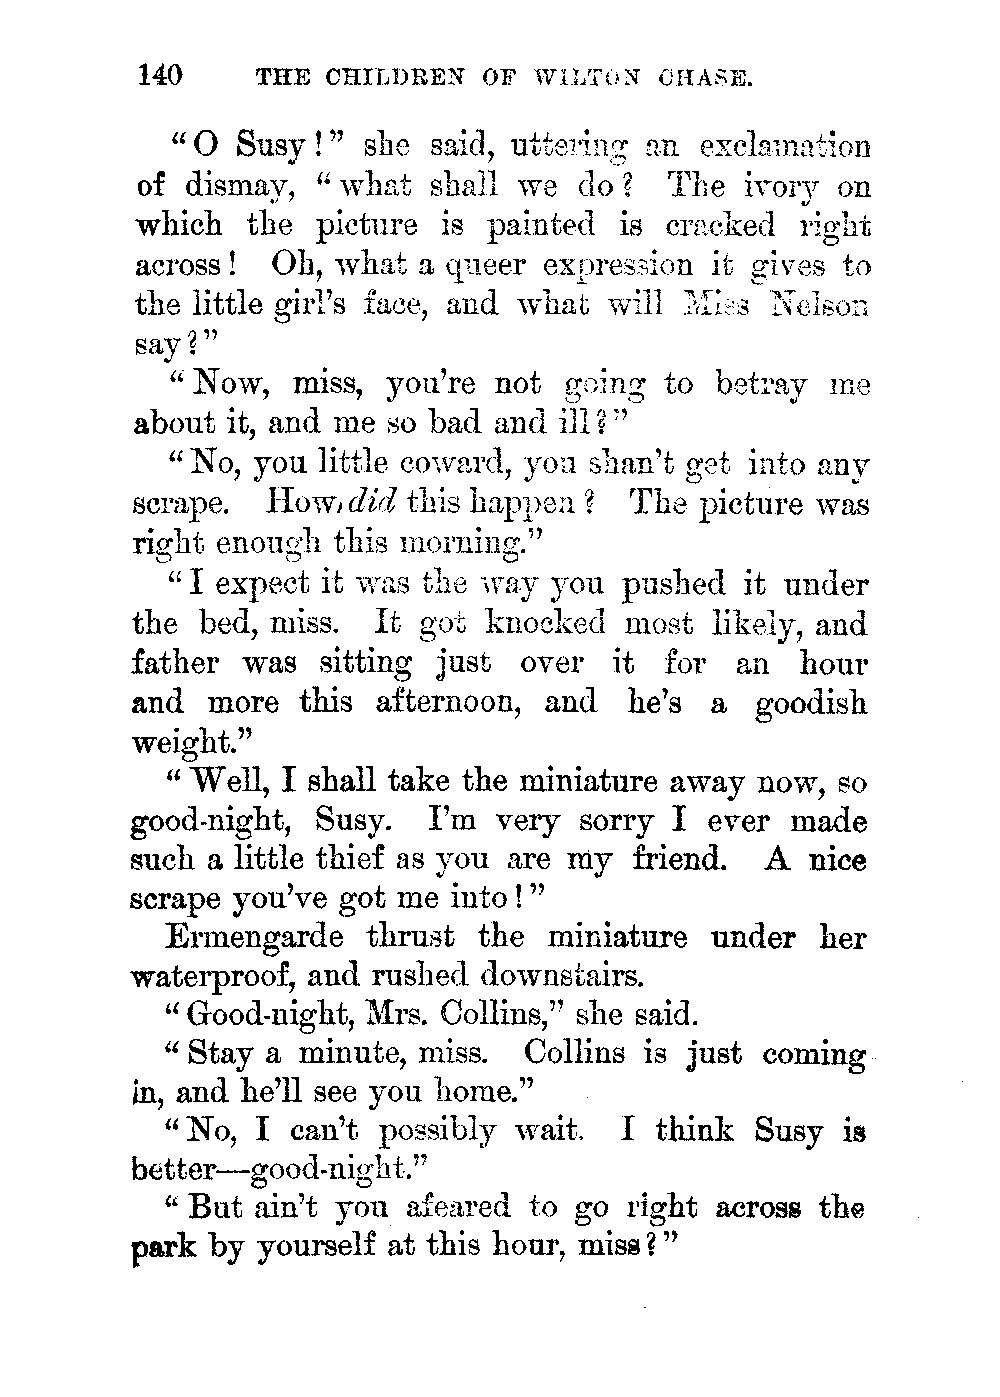 140 THE CHILDREN OF WILTON CHASE.
“O Susy!” she said, uttering an exclamation
of dismay, “what shall we do? The ivory on
which the picture is painted is cracked right
across! Oh, what a queer expression it gives to
the little girl's face, and what will Miss Nelson
say?”
“Now, miss, you're not going to betray me
about it, and me so bad and ill?”
“No, you little coward, you shan't get into any
scrape. How did this happen? The picture was
right enough this morning.”
“I expect it was the way you pushed it under
the bed, miss. It got knocked most likely, and
father was sitting just over it for an hour
and more this afternoon, and he's a goodish
weight.”
“Well, I shall take the miniature away now, so
good-night, Susy. I'm very sorry I ever made
such a little thief as you are my friend. A nice
scrape you've got me into!”
Ermengarde thrust the miniature under her
waterproof, and rushed downstairs.
“Good-night, Mrs. Collins,” she said.
“Stay a minute, miss. Collins is just coming
in, and he'll see you home.”
“No, I can't possibly wait. I think Susy is
better—good-night.”
“But ain't you afeared to go right across the
park by yourself at this hour, miss?”